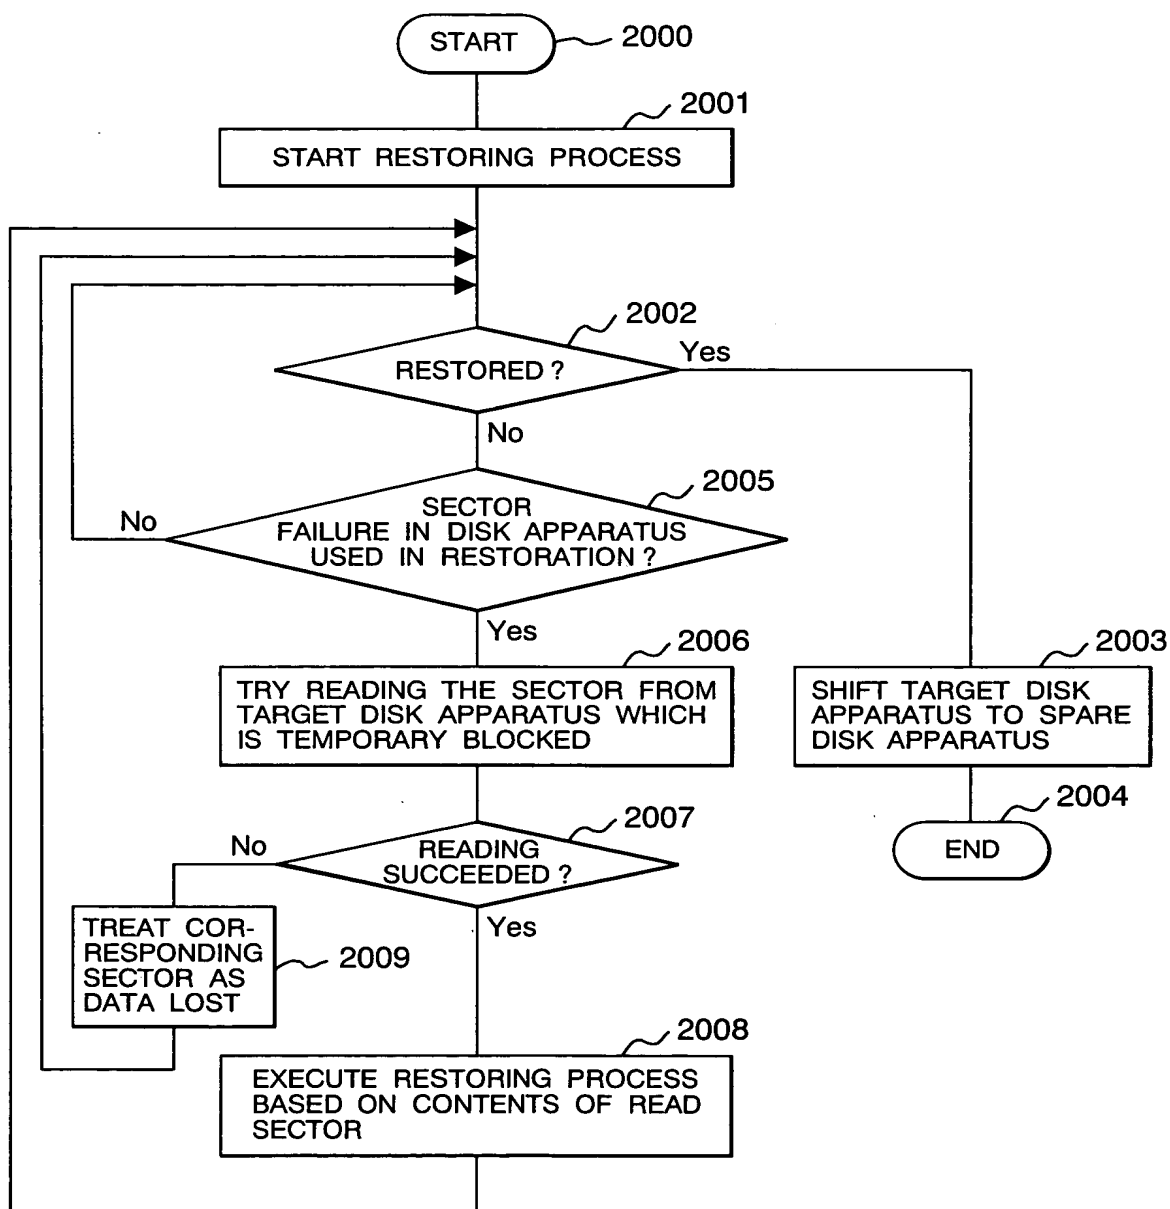 START
2000
2001
START RESTORING PROCESS
2002
RESTORED ?
Yes
No
2005
SECTOR
FAILURE IN DISK APPARATUS
USED IN RESTORATION ?
No
Yes
2006
TRY READING THE SECTOR FROM
TARGET DISK APPARATUS WHICH
IS TEMPORARY BLOCKED
2003
SHIFT TARGET DISK
APPARATUS TO SPARE
DISK APPARATUS
2004
END
2007
READING
SUCCEEDED ?
No
Yes
TREAT COR-
RESPONDING
SECTOR AS
DATA LOST
2009
2008
EXECUTE RESTORING PROCESS
BASED ON CONTENTS OF READ
SECTOR